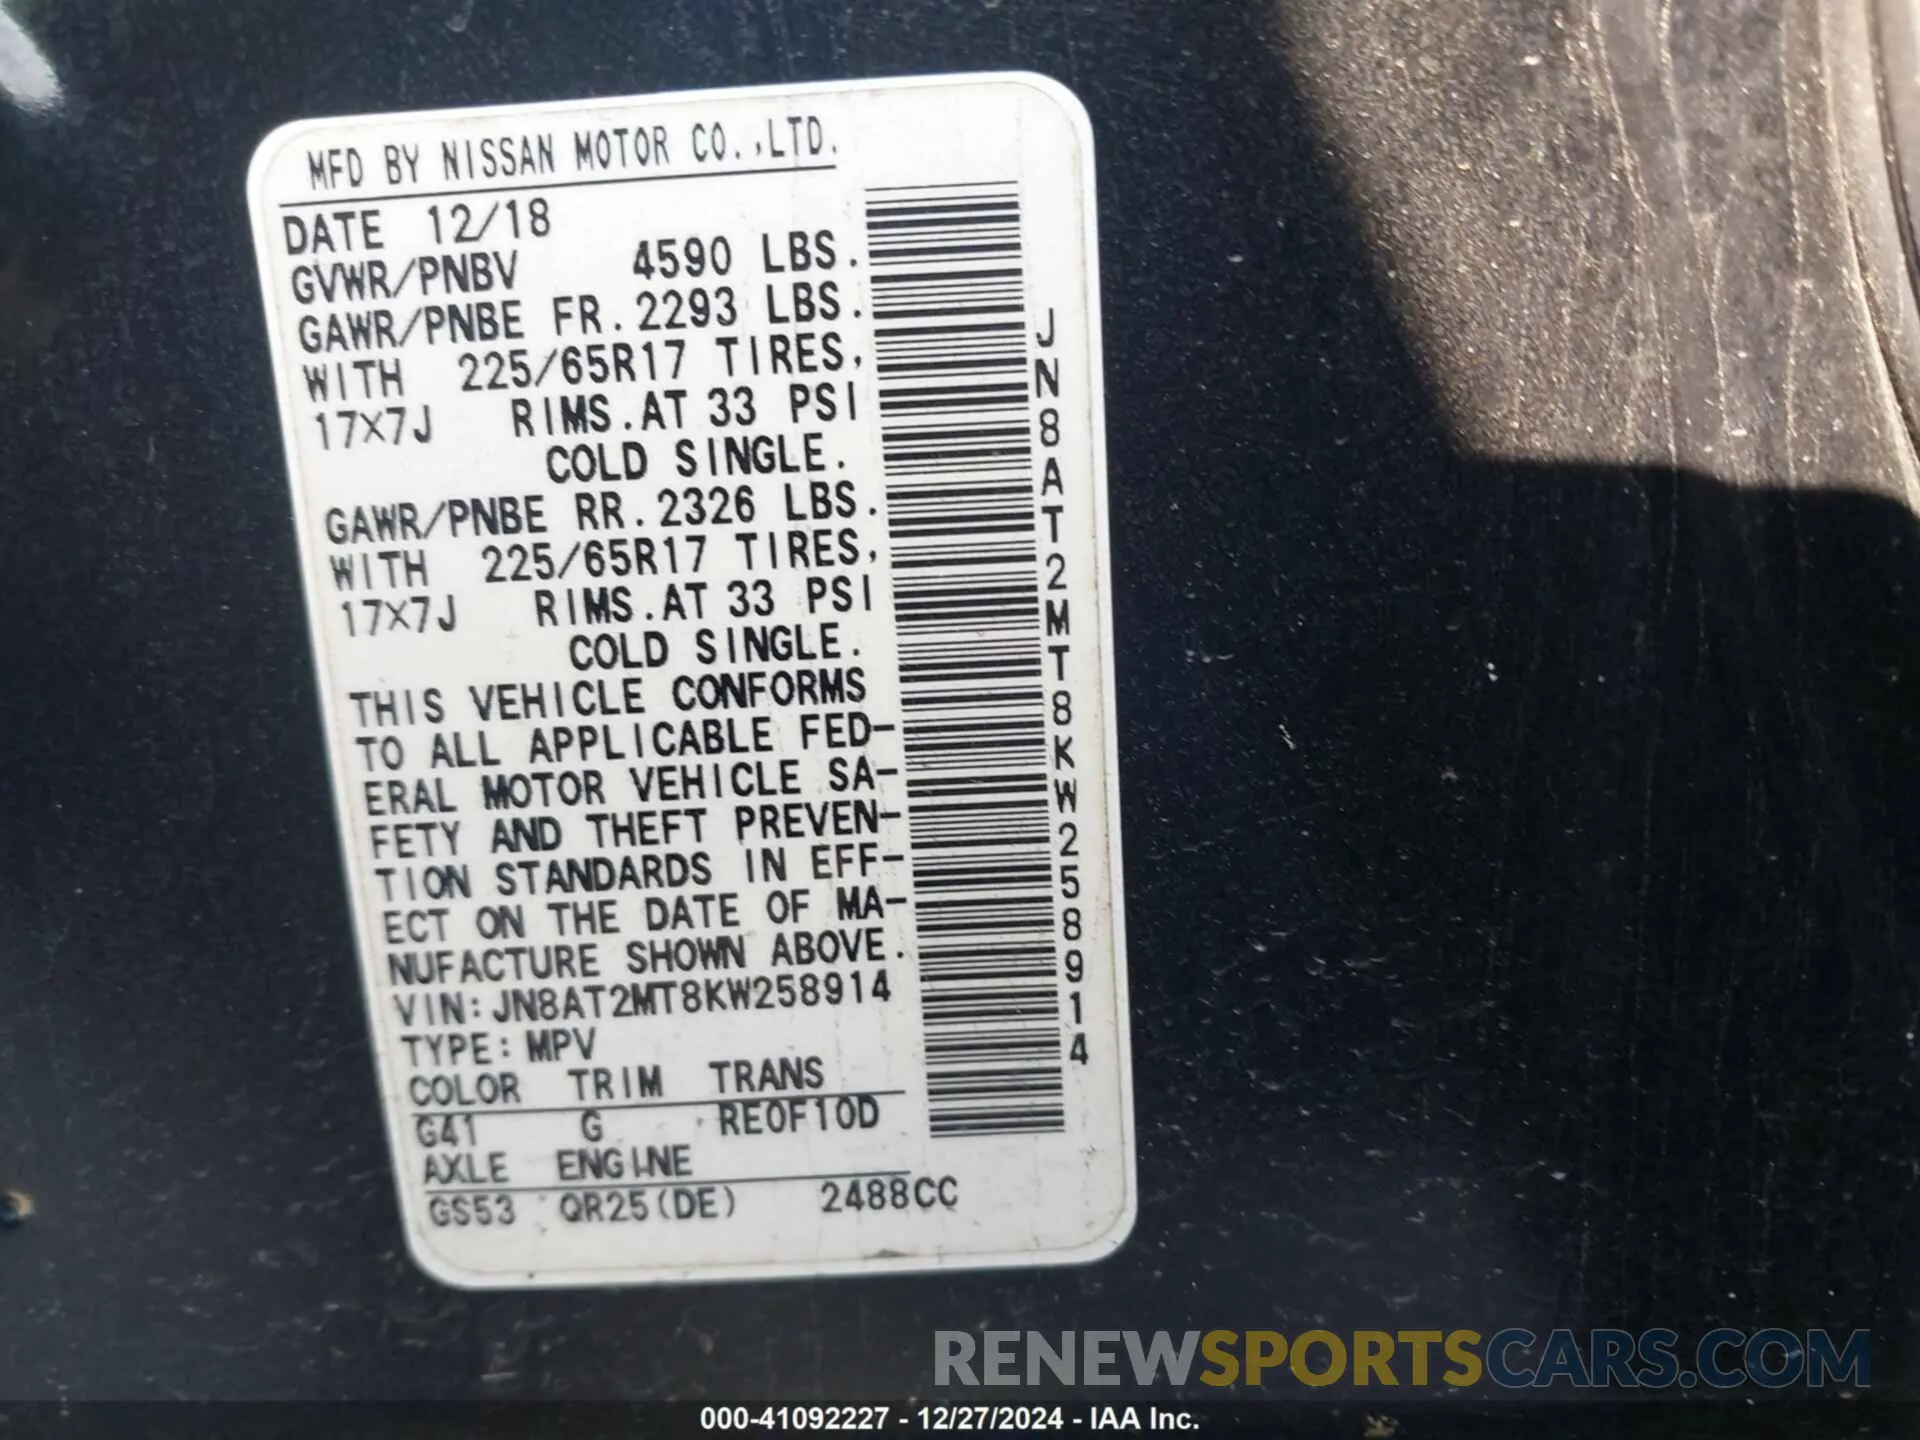 MFD BY NISSAN MOTOR CO.,LTD.
DATE 12/18
GVWR/PNBV 4590 LBS.
GAWR/PNBE FR.2293 LBS.
WITH 225/65R17 TIRES,
17X7J RIMS.AT 33 PSI
COLD SINGLE.
GAWR/PNBE RR.2326 LBS.
WITH 225/65R17 TIRES,
17X7J RIMS.AT 33 PSI
COLD SINGLE.
THIS VEHICLE CONFORMS
TO ALL APPLICABLE FED-
ERAL MOTOR VEHICLE SA-
FETY AND THEFT PREVEN-
TION STANDARDS IN EFF-
ECT ON THE DATE OF MA-
NUFACTURE SHOWN ABOVE.
VIN:JN8AT2MT8KW258914
TYPE:MPV
COLOR TRIM TRANS
G41 G RE0F10D
AXLE ENGINE
GS53 QR25(DE) 2488CC
JN8AT2MT8KW258914
RENEWSPORTSCARS.COM
000-41092227 - 12/27/2024 - IAA Inc.